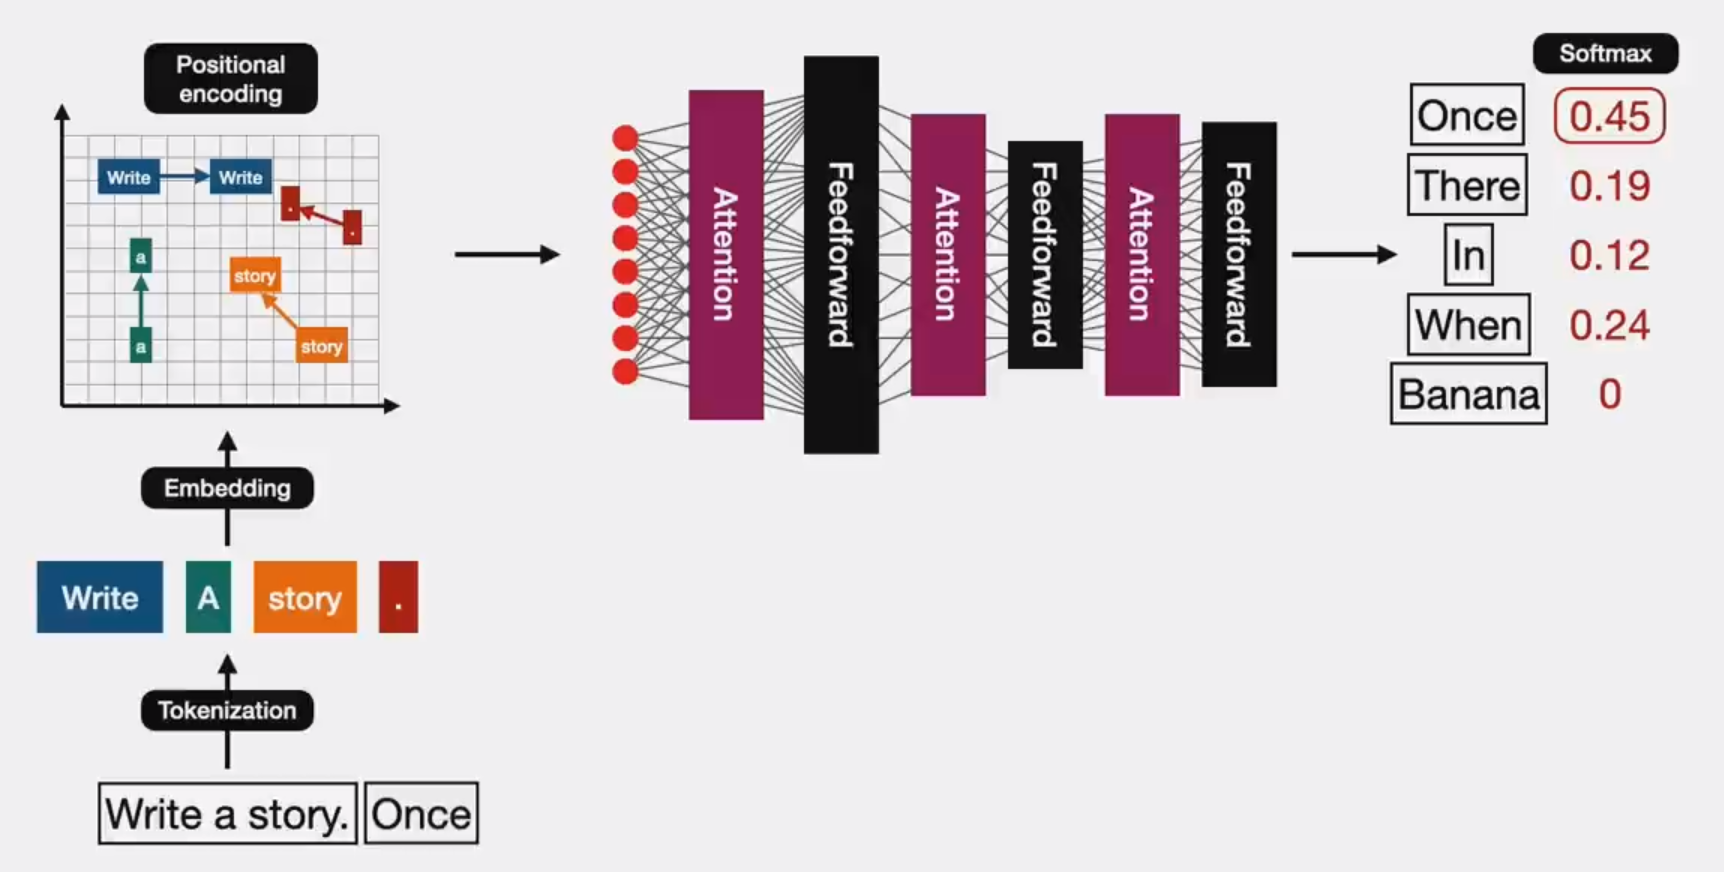 Positional
encoding
Write Write
.
.
a
story
a
story
Embedding
Write A story .
Tokenization
Write a story. Once
Attention
Feedforward
Attention
Feedforward
Attention
Feedforward
Softmax
Once 0.45
There 0.19
In 0.12
When 0.24
Banana 0